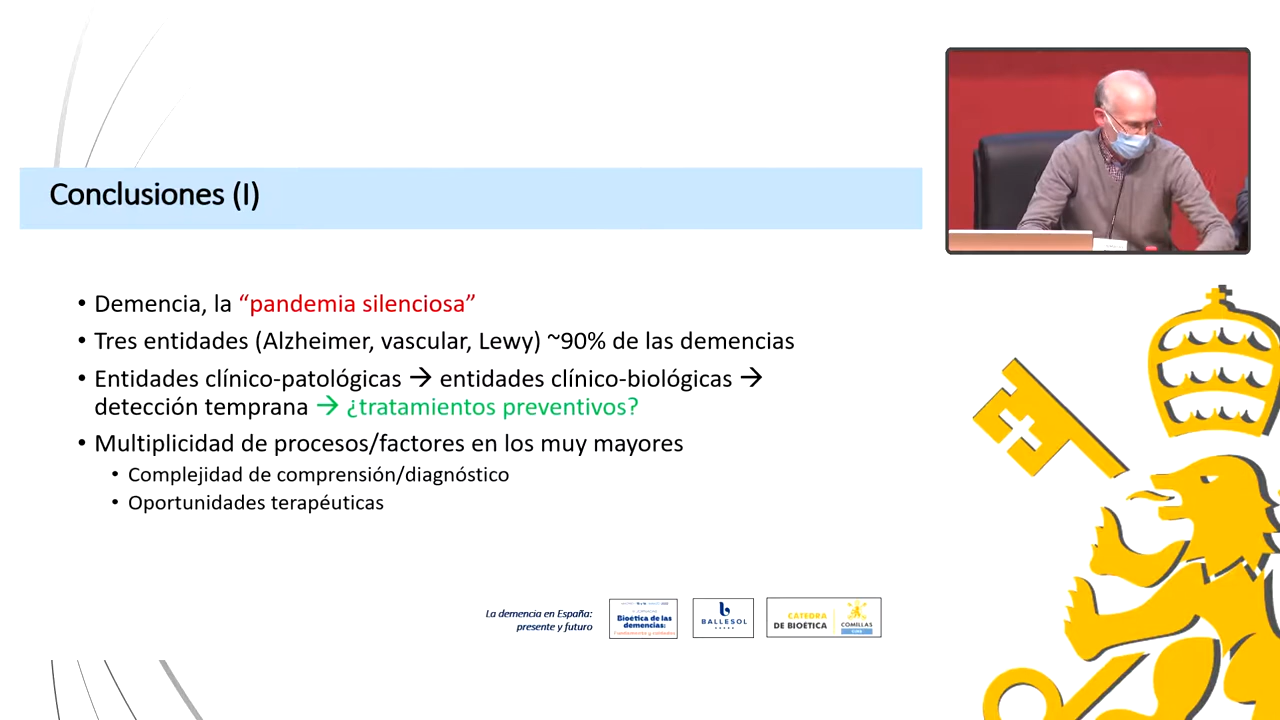 Conclusiones (I)
• Demencia, la “pandemia silenciosa”
• Tres entidades (Alzheimer, vascular, Lewy) ~90% de las demencias
• Entidades clínico-patológicas → entidades clínico-biológicas →
detección temprana → ¿tratamientos preventivos?
• Multiplicidad de procesos/factores en los muy mayores
• Complejidad de comprensión/diagnóstico
• Oportunidades terapéuticas
La demencia en España:
presente y futuro
Bioética de las
demencias:
BALLESOL
CÁTEDRA
DE BIOÉTICA
COMILLAS